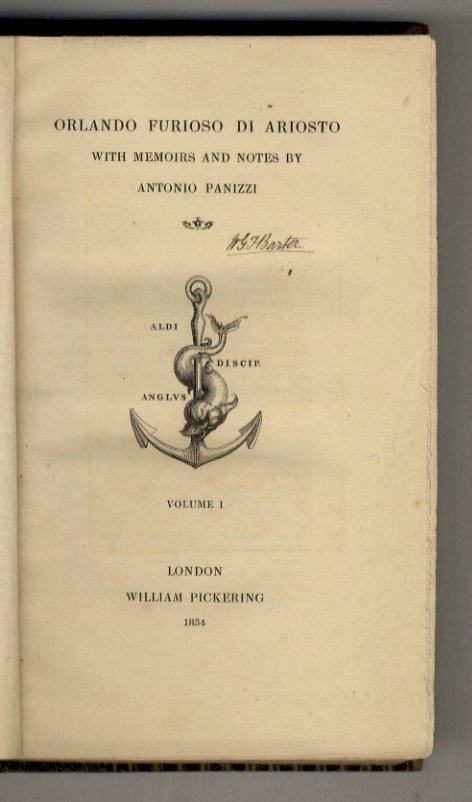 ORLANDO FURIOSO DI ARIOSTO
WITH MEMOIRS AND NOTES BY
ANTONIO PANIZZI
WGTBarter
ALDI
DISCIP.
ANGLVS
VOLUME I
LONDON
WILLIAM PICKERING
1834